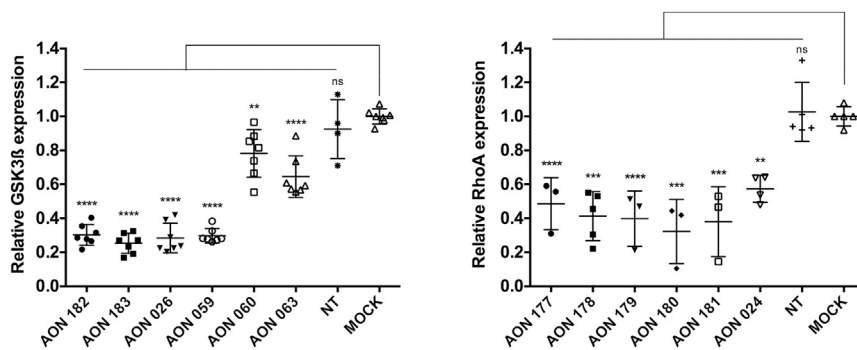 Relative GSK3ß expression
1.4
1.2
1.0
0.8
0.6
0.4
0.2
0.0
****
****
****
****
**
****
ns
AON 182
AON 183
AON 026
AON 059
AON 060
AON 063
NT
MOCK
Relative RhoA expression
1.4
1.2
1.0
0.8
0.6
0.4
0.2
0.0
****
***
****
***
***
**
ns
AON 177
AON 178
AON 179
AON 180
AON 181
AON 024
NT
MOCK